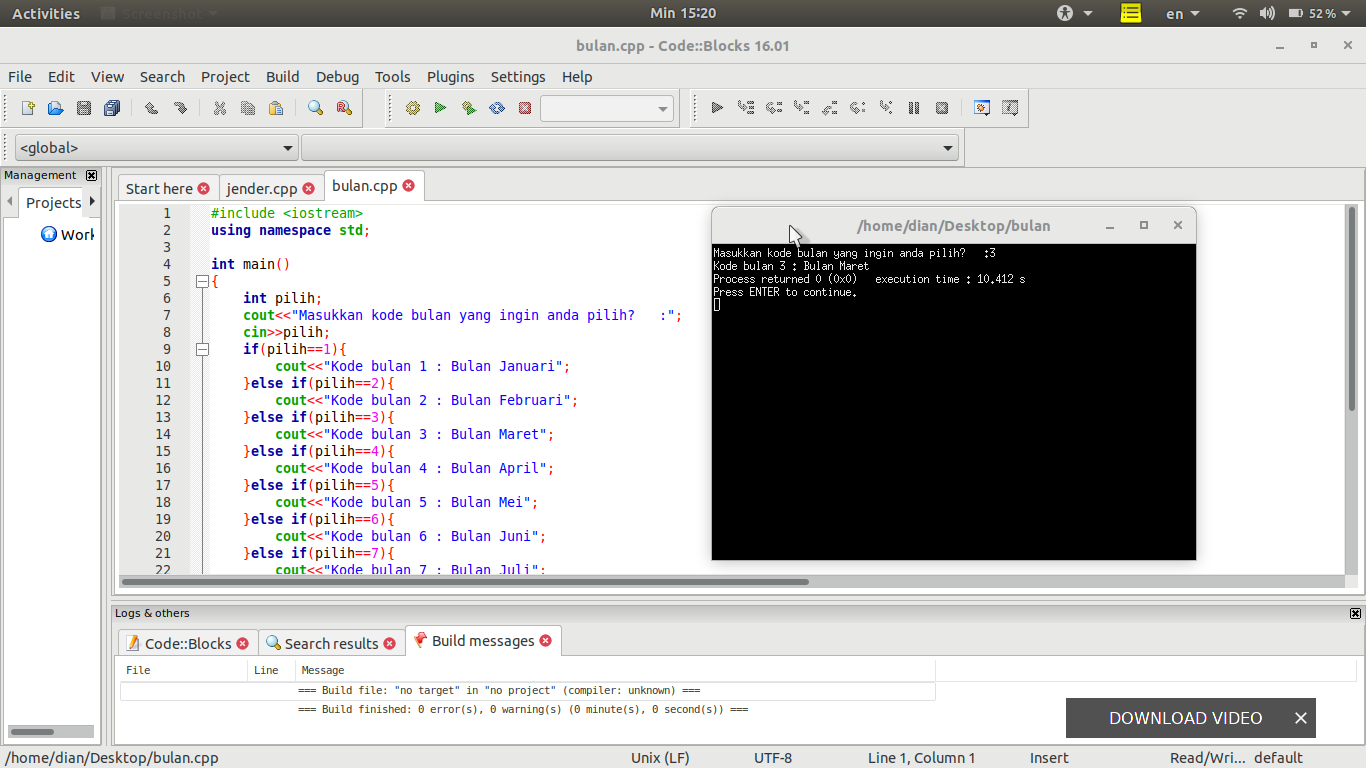 Activities
Screenshot
Min 15:20
en
52 %
bulan.cpp - Code::Blocks 16.01
File Edit View Search Project Build Debug Tools Plugins Settings Help
<global>
Management
Projects
Work
Start here
jender.cpp
bulan.cpp
1 #include <iostream>
2 using namespace std;
3
4 int main()
5 {
6 int pilih;
7 cout<<"Masukkan kode bulan yang ingin anda pilih?   :";
8 cin>>pilih;
9 if(pilih==1){
10 cout<<"Kode bulan 1 : Bulan Januari";
11 }else if(pilih==2){
12 cout<<"Kode bulan 2 : Bulan Februari";
13 }else if(pilih==3){
14 cout<<"Kode bulan 3 : Bulan Maret";
15 }else if(pilih==4){
16 cout<<"Kode bulan 4 : Bulan April";
17 }else if(pilih==5){
18 cout<<"Kode bulan 5 : Bulan Mei";
19 }else if(pilih==6){
20 cout<<"Kode bulan 6 : Bulan Juni";
21 }else if(pilih==7){
22 cout<<"Kode bulan 7 : Bulan Juli";
/home/dian/Desktop/bulan
Masukkan kode bulan yang ingin anda pilih?   :3
Kode bulan 3 : Bulan Maret
Process returned 0 (0x0)   execution time : 10.412 s
Press ENTER to continue.
Logs & others
Code::Blocks
Search results
Build messages
File Line Message
=== Build file: "no target" in "no project" (compiler: unknown) ===
=== Build finished: 0 error(s), 0 warning(s) (0 minute(s), 0 second(s)) ===
DOWNLOAD VIDEO
/home/dian/Desktop/bulan.cpp
Unix (LF)
UTF-8
Line 1, Column 1
Insert
Read/Wri...
default